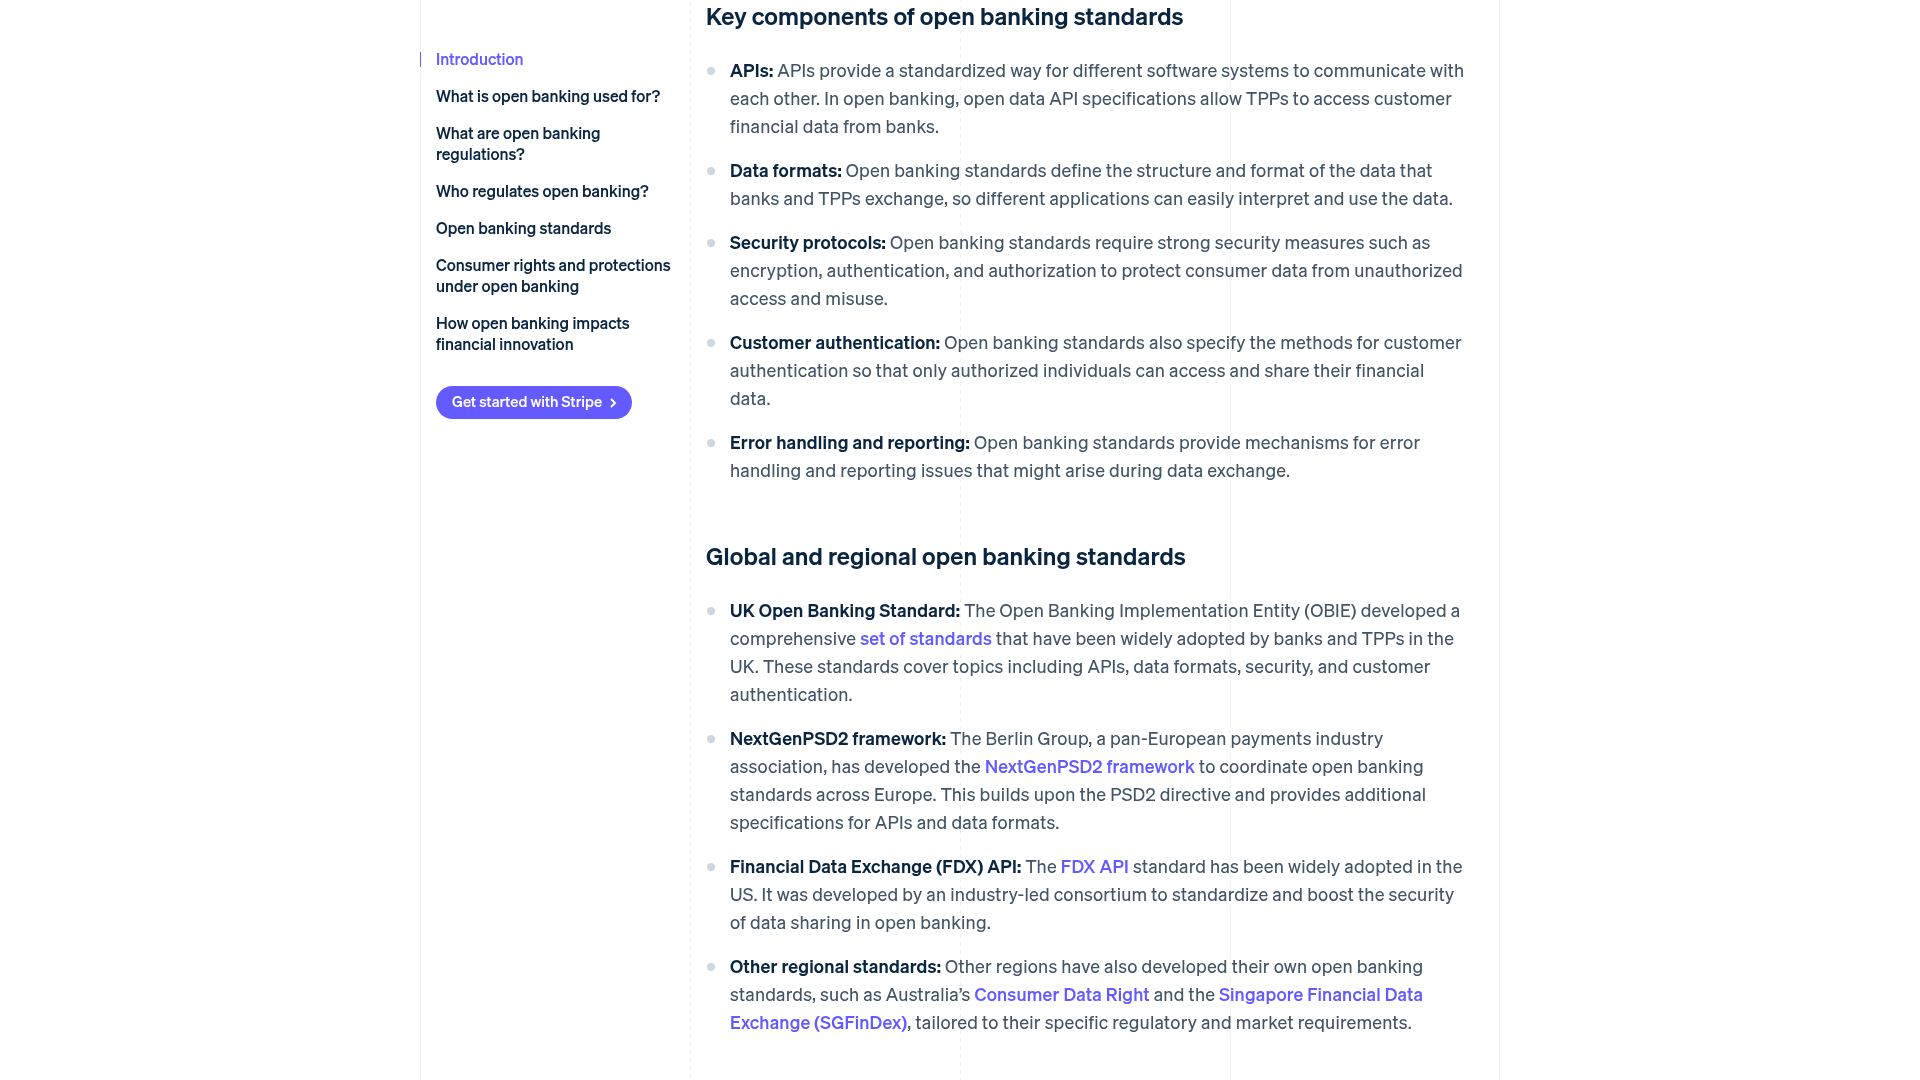 Introduction
What is open banking used for?
What are open banking
regulations?
Who regulates open banking?
Open banking standards
Consumer rights and protections
under open banking
How open banking impacts
financial innovation
Get started with Stripe
Key components of open banking standards
APIs: APIs provide a standardized way for different software systems to communicate with
each other. In open banking, open data API specifications allow TPPs to access customer
financial data from banks.
Data formats: Open banking standards define the structure and format of the data that
banks and TPPs exchange, so different applications can easily interpret and use the data.
Security protocols: Open banking standards require strong security measures such as
encryption, authentication, and authorization to protect consumer data from unauthorized
access and misuse.
Customer authentication: Open banking standards also specify the methods for customer
authentication so that only authorized individuals can access and share their financial
data.
Error handling and reporting: Open banking standards provide mechanisms for error
handling and reporting issues that might arise during data exchange.
Global and regional open banking standards
UK Open Banking Standard: The Open Banking Implementation Entity (OBIE) developed a
comprehensive set of standards that have been widely adopted by banks and TPPs in the
UK. These standards cover topics including APIs, data formats, security, and customer
authentication.
NextGenPSD2 framework: The Berlin Group, a pan-European payments industry
association, has developed the NextGenPSD2 framework to coordinate open banking
standards across Europe. This builds upon the PSD2 directive and provides additional
specifications for APIs and data formats.
Financial Data Exchange (FDX) API: The FDX API standard has been widely adopted in the
US. It was developed by an industry-led consortium to standardize and boost the security
of data sharing in open banking.
Other regional standards: Other regions have also developed their own open banking
standards, such as Australia’s Consumer Data Right and the Singapore Financial Data
Exchange (SGFinDex), tailored to their specific regulatory and market requirements.